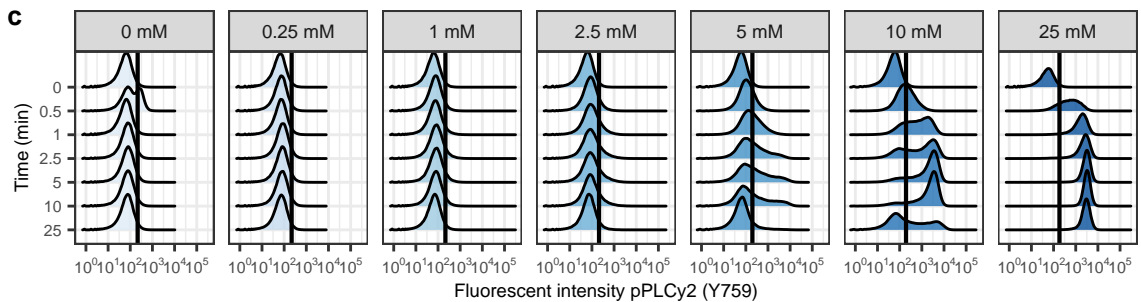 c
0 mM 0.25 mM 1 mM 2.5 mM 5 mM 10 mM 25 mM
Time (min)
0
0.5
1
2.5
5
10
25
10⁰10¹10²10³10⁴10⁵ 10⁰10¹10²10³10⁴10⁵ 10⁰10¹10²10³10⁴10⁵ 10⁰10¹10²10³10⁴10⁵ 10⁰10¹10²10³10⁴10⁵ 10⁰10¹10²10³10⁴10⁵ 10⁰10¹10²10³10⁴10⁵
Fluorescent intensity pPLCy2 (Y759)